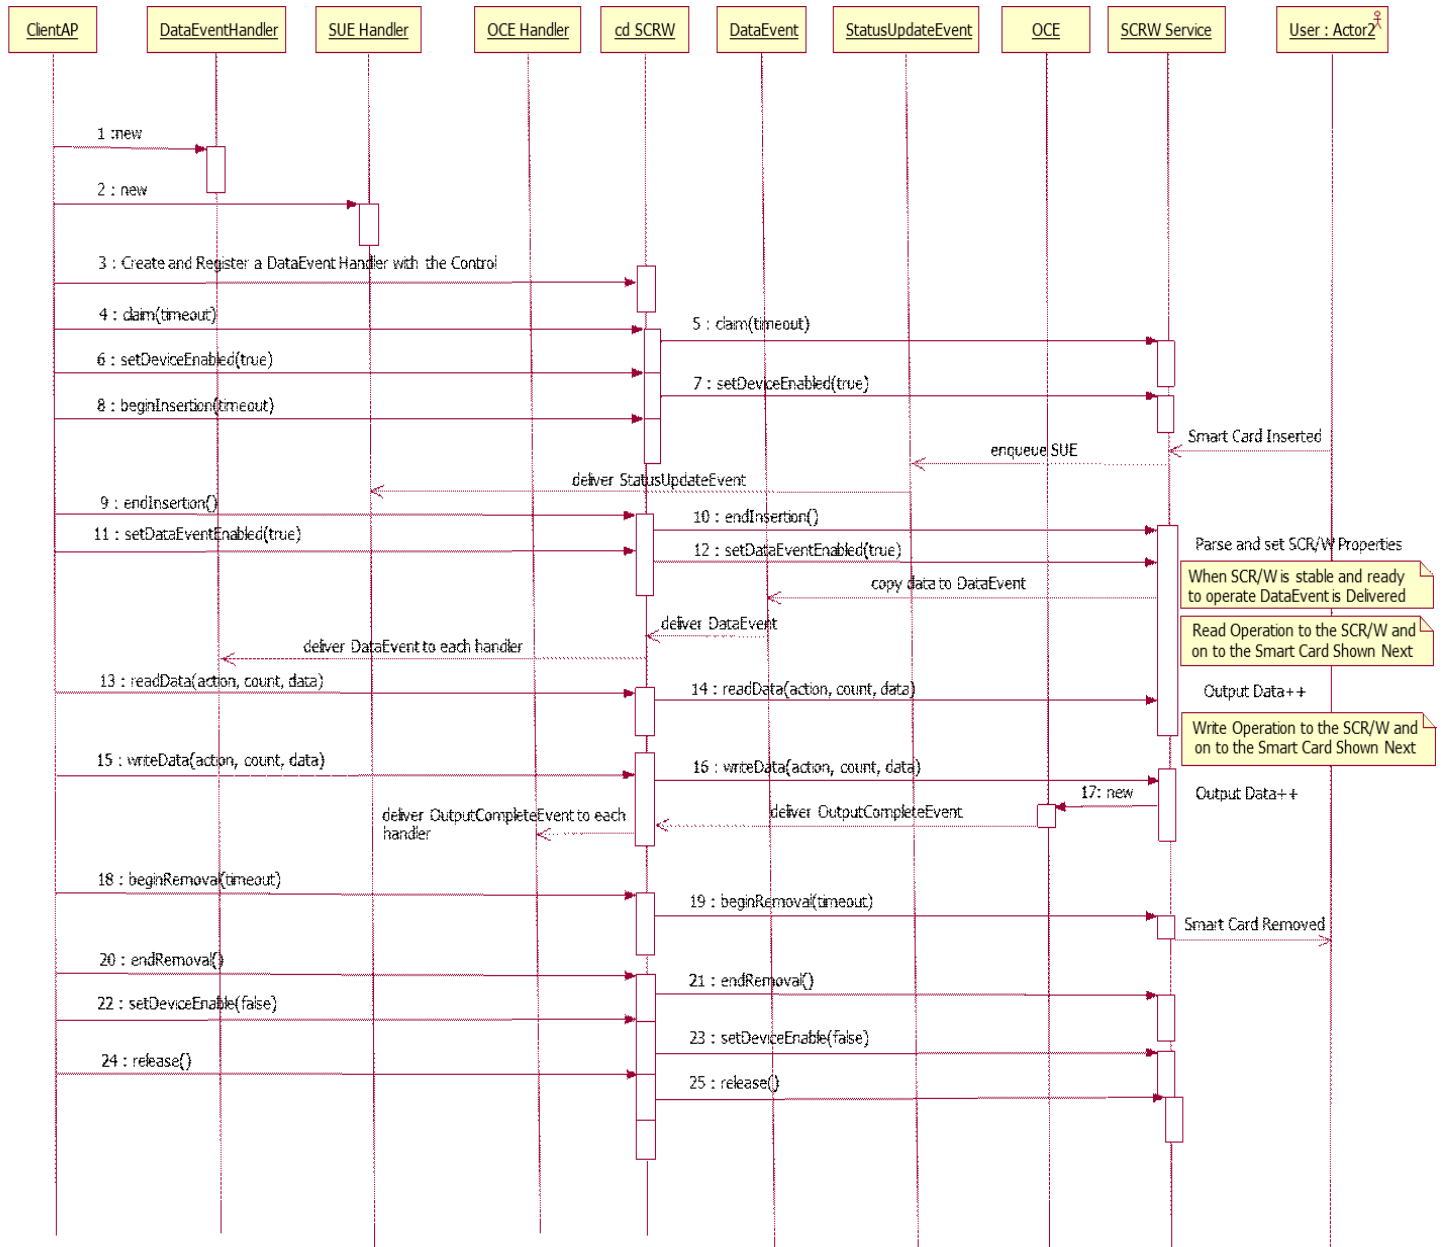 ClientAP
DataEventHandler
SUE Handler
OCE Handler
cd SCRW
DataEvent
StatusUpdateEvent
OCE
SCRW Service
User : Actor2
1 :new
2 : new
3 : Create and Register a DataEvent Handler with the Control
4 : claim(timeout)
5 : claim(timeout)
6 : setDeviceEnabled(true)
7 : setDeviceEnabled(true)
8 : beginInsertion(timeout)
Smart Card Inserted
enqueue SUE
deliver StatusUpdateEvent
9 : endInsertion()
10 : endInsertion()
11 : setDataEventEnabled(true)
12 : setDataEventEnabled(true)
Parse and set SCR/W Properties
When SCR/W is stable and ready
to operate DataEvent is Delivered
copy data to DataEvent
deliver DataEvent
Read Operation to the SCR/W and
on to the Smart Card Shown Next
deliver DataEvent to each handler
13 : readData(action, count, data)
14 : readData(action, count, data)
Output Data++
Write Operation to the SCR/W and
on to the Smart Card Shown Next
15 : writeData(action, count, data)
16 : writeData(action, count, data)
17: new
Output Data++
deliver OutputCompleteEvent
deliver OutputCompleteEvent to each
handler
18 : beginRemoval(timeout)
19 : beginRemoval(timeout)
Smart Card Removed
20 : endRemoval()
21 : endRemoval()
22 : setDeviceEnable(false)
23 : setDeviceEnable(false)
24 : release()
25 : release()